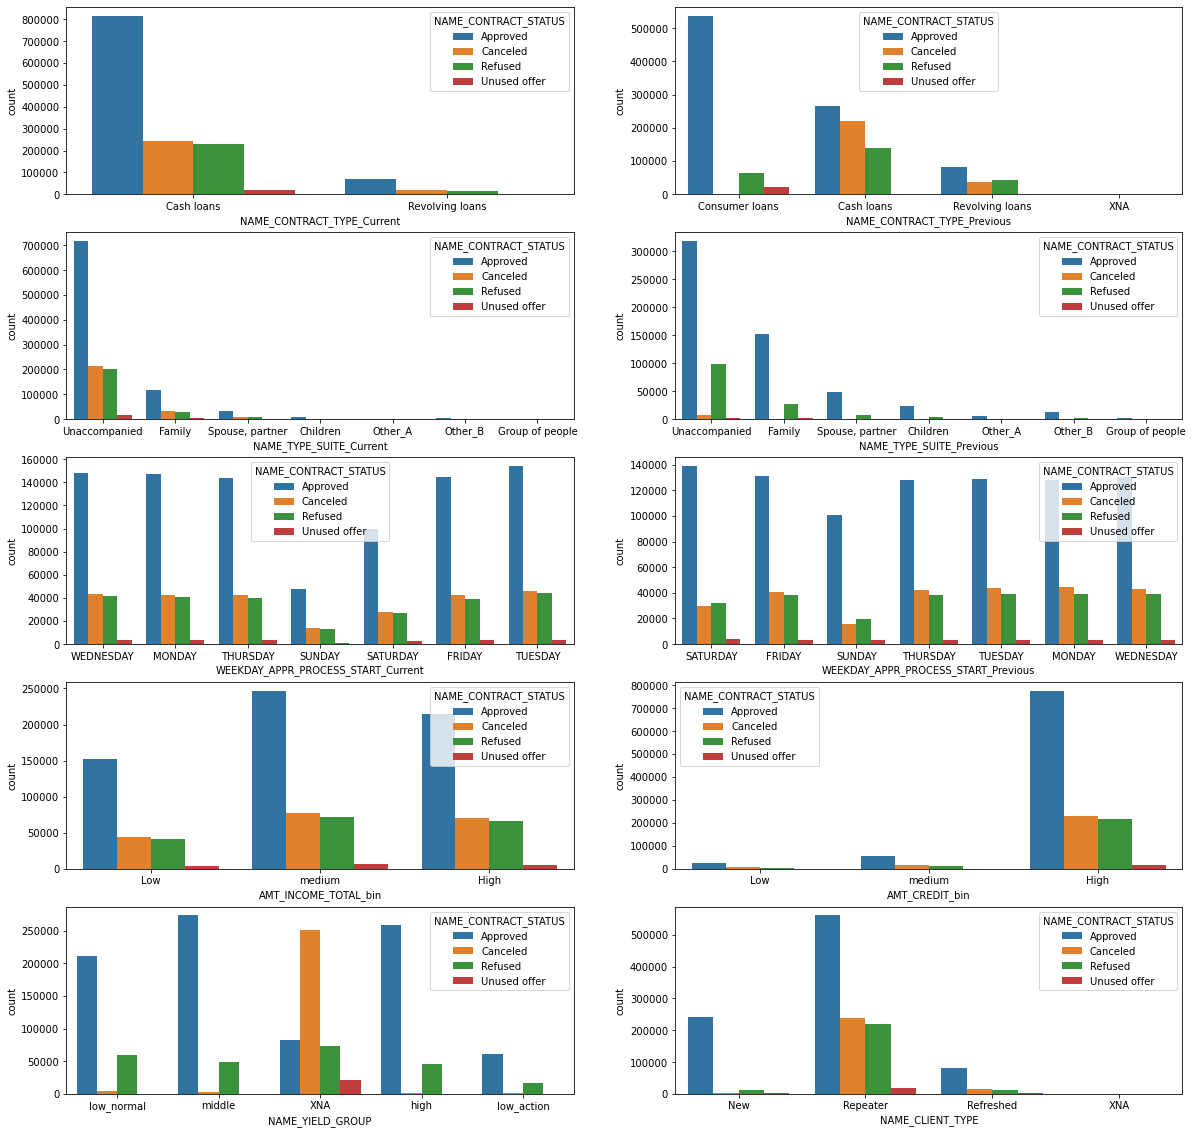 NAME_CONTRACT_STATUS
Approved
Canceled
Refused
Unused offer
800000
700000
600000
500000
400000
300000
200000
100000
0
count
Cash loans Revolving loans
NAME_CONTRACT_TYPE_Current
NAME_CONTRACT_STATUS
Approved
Canceled
Refused
Unused offer
500000
400000
300000
200000
100000
0
count
Consumer loans Cash loans Revolving loans XNA
NAME_CONTRACT_TYPE_Previous
NAME_CONTRACT_STATUS
Approved
Canceled
Refused
Unused offer
700000
600000
500000
400000
300000
200000
100000
0
count
Unaccompanied Family Spouse, partner Children Other_A Other_B Group of people
NAME_TYPE_SUITE_Current
NAME_CONTRACT_STATUS
Approved
Canceled
Refused
Unused offer
300000
250000
200000
150000
100000
50000
0
count
Unaccompanied Family Spouse, partner Children Other_A Other_B Group of people
NAME_TYPE_SUITE_Previous
NAME_CONTRACT_STATUS
Approved
Canceled
Refused
Unused offer
160000
140000
120000
100000
80000
60000
40000
20000
0
count
WEDNESDAY MONDAY THURSDAY SUNDAY SATURDAY FRIDAY TUESDAY
WEEKDAY_APPR_PROCESS_START_Current
NAME_CONTRACT_STATUS
Approved
Canceled
Refused
Unused offer
140000
120000
100000
80000
60000
40000
20000
0
count
SATURDAY FRIDAY SUNDAY THURSDAY TUESDAY MONDAY WEDNESDAY
WEEKDAY_APPR_PROCESS_START_Previous
NAME_CONTRACT_STATUS
Approved
Canceled
Refused
Unused offer
250000
200000
150000
100000
50000
0
count
Low medium High
AMT_INCOME_TOTAL_bin
NAME_CONTRACT_STATUS
Approved
Canceled
Refused
Unused offer
800000
700000
600000
500000
400000
300000
200000
100000
0
count
Low medium High
AMT_CREDIT_bin
NAME_CONTRACT_STATUS
Approved
Canceled
Refused
Unused offer
250000
200000
150000
100000
50000
0
count
low_normal middle XNA high low_action
NAME_YIELD_GROUP
NAME_CONTRACT_STATUS
Approved
Canceled
Refused
Unused offer
500000
400000
300000
200000
100000
0
count
New Repeater Refreshed XNA
NAME_CLIENT_TYPE